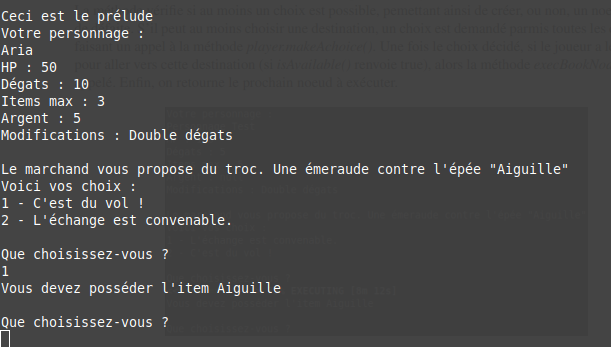 Ceci est le prélude
Votre personnage :
Aria
HP : 50
Dégats : 10
Items max : 3
Argent : 5
Modifications : Double dégats
Le marchand vous propose du troc. Une émeraude contre l'épée "Aiguille"
Voici vos choix :
1 - C'est du vol !
2 - L'échange est convenable.
Que choisissez-vous ?
1
Vous devez posséder l'item Aiguille
Que choisissez-vous ?